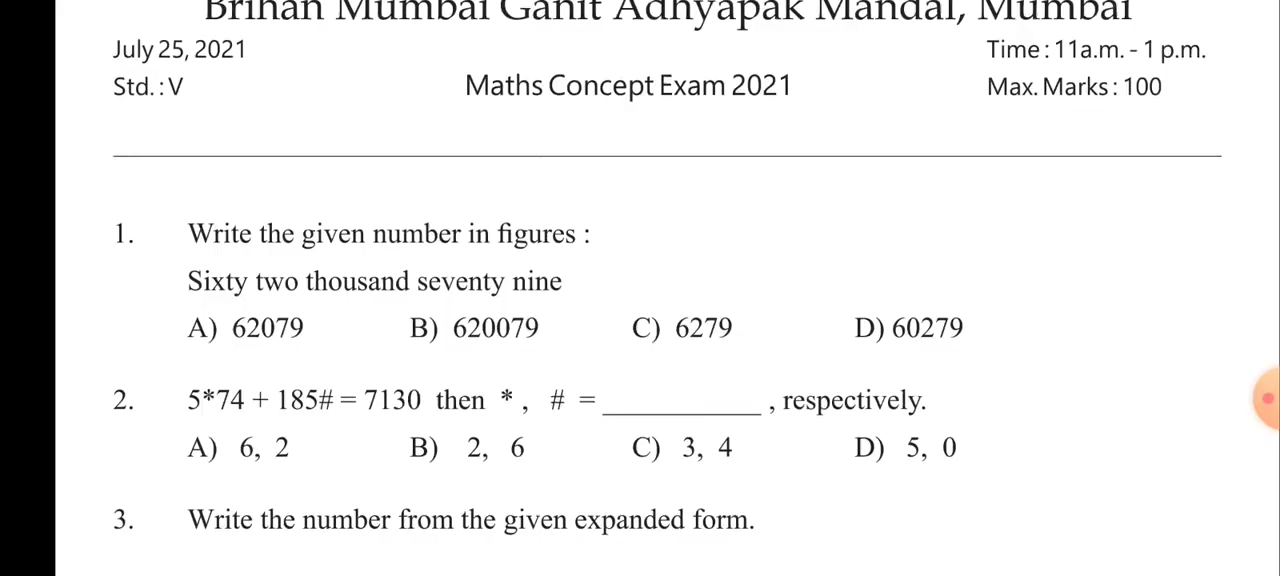 Brihan Mumbai Ganit Adhyapak Mandal, Mumbai
July 25, 2021 Time : 11a.m. - 1 p.m.
Std. : V Maths Concept Exam 2021 Max. Marks : 100
1. Write the given number in figures :
Sixty two thousand seventy nine
A) 62079 B) 620079 C) 6279 D) 60279
2. 5*74 + 185# = 7130 then * , # = ___________ , respectively.
A) 6, 2 B) 2, 6 C) 3, 4 D) 5, 0
3. Write the number from the given expanded form.